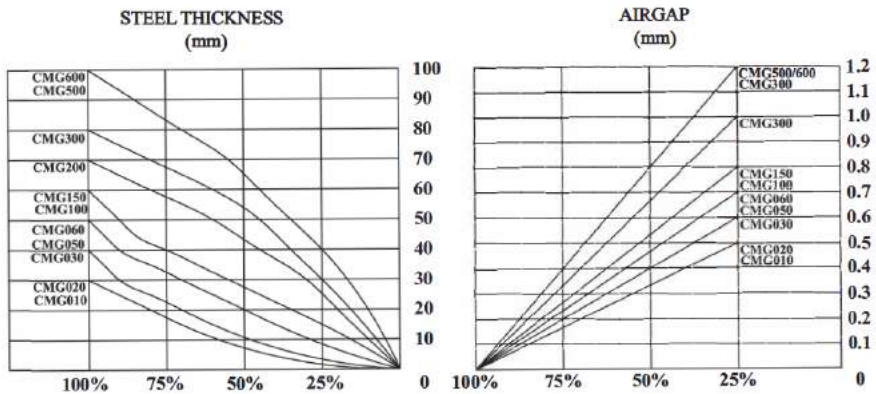 STEEL THICKNESS
(mm)
CMG600
CMG500
CMG300
CMG200
CMG150
CMG100
CMG060
CMG050
CMG030
CMG020
CMG010
100
90
80
70
60
50
40
30
20
10
0
100%
75%
50%
25%
AIRGAP
(mm)
CMG500/600
CMG300
CMG300
CMG150
CMG100
CMG060
CMG050
CMG030
CMG020
CMG010
1.2
1.1
1.0
0.9
0.8
0.7
0.6
0.5
0.4
0.3
0.2
0.1
0
100%
75%
50%
25%